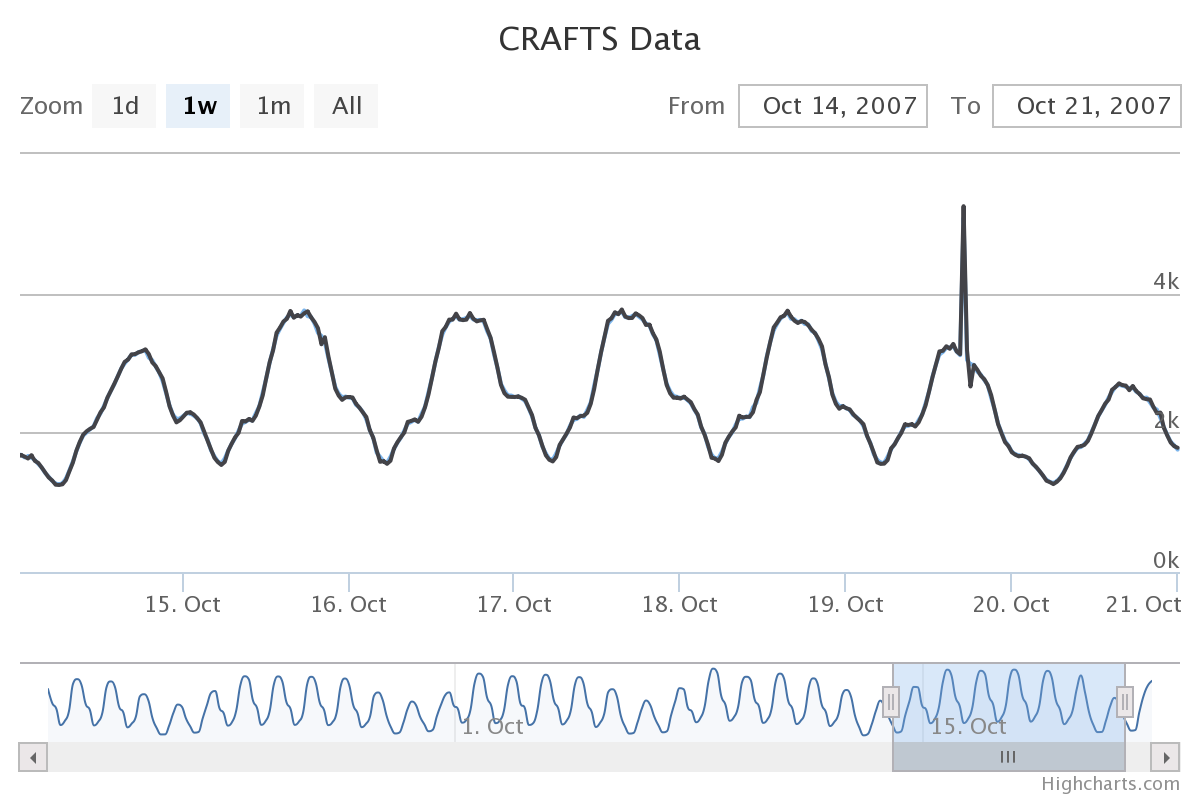 CRAFTS Data
Zoom 1d 1w 1m All From Oct 14, 2007 To Oct 21, 2007
4k
2k
0k
15. Oct 16. Oct 17. Oct 18. Oct 19. Oct 20. Oct 21. Oct
1. Oct 15. Oct
Highcharts.com